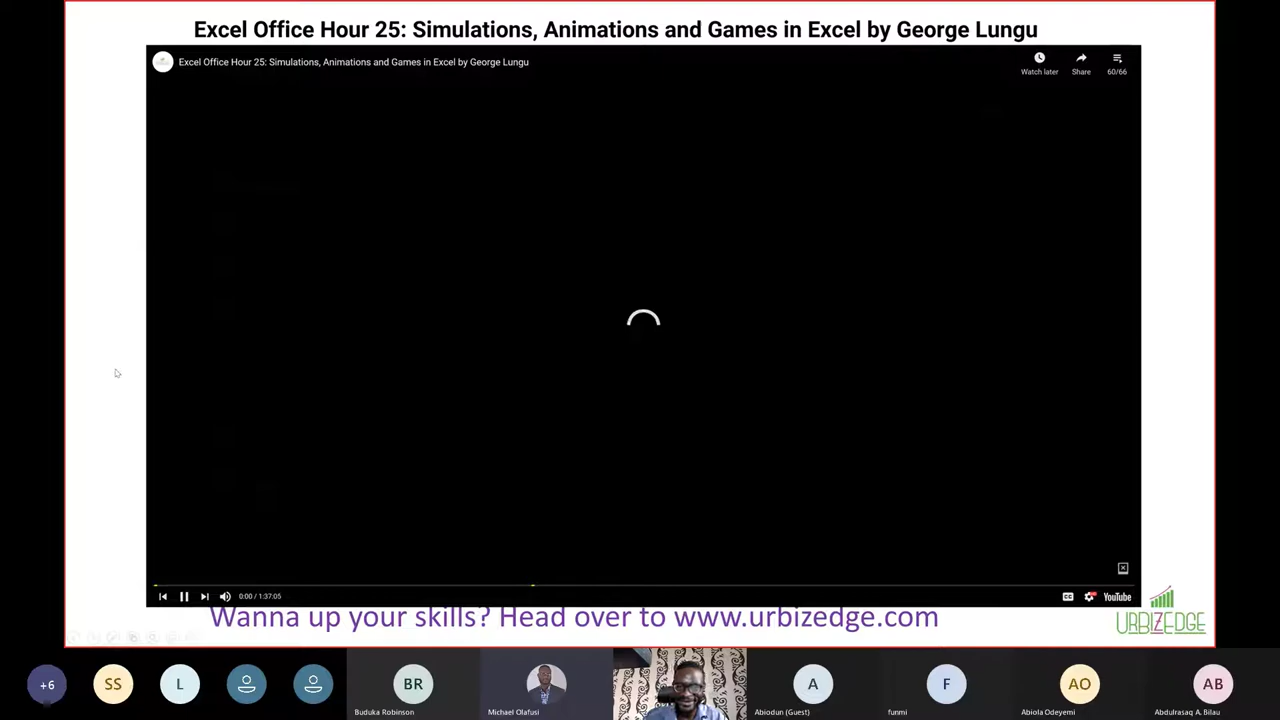 Excel Office Hour 25: Simulations, Animations and Games in Excel by George Lungu
Excel Office Hour 25: Simulations, Animations and Games in Excel by George Lungu
Watch later
Share
60/66
0:00 / 1:37:05
CC
YouTube
Wanna up your skills? Head over to www.urbizedge.com
URBIZEDGE
+6
SS
L
BR
A
F
AO
AB
Buduka Robinson
Michael Olafusi
Abiodun (Guest)
funmi
Abiola Odeyemi
Abdulrasaq A. Bilau